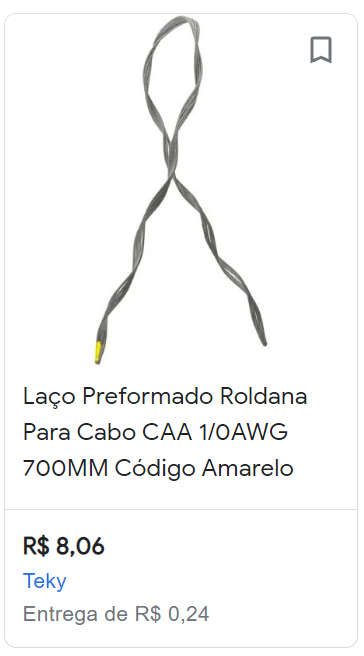 Laço Preformado Roldana
Para Cabo CAA 1/0AWG
700MM Código Amarelo
R$ 8,06
Teky
Entrega de R$ 0,24